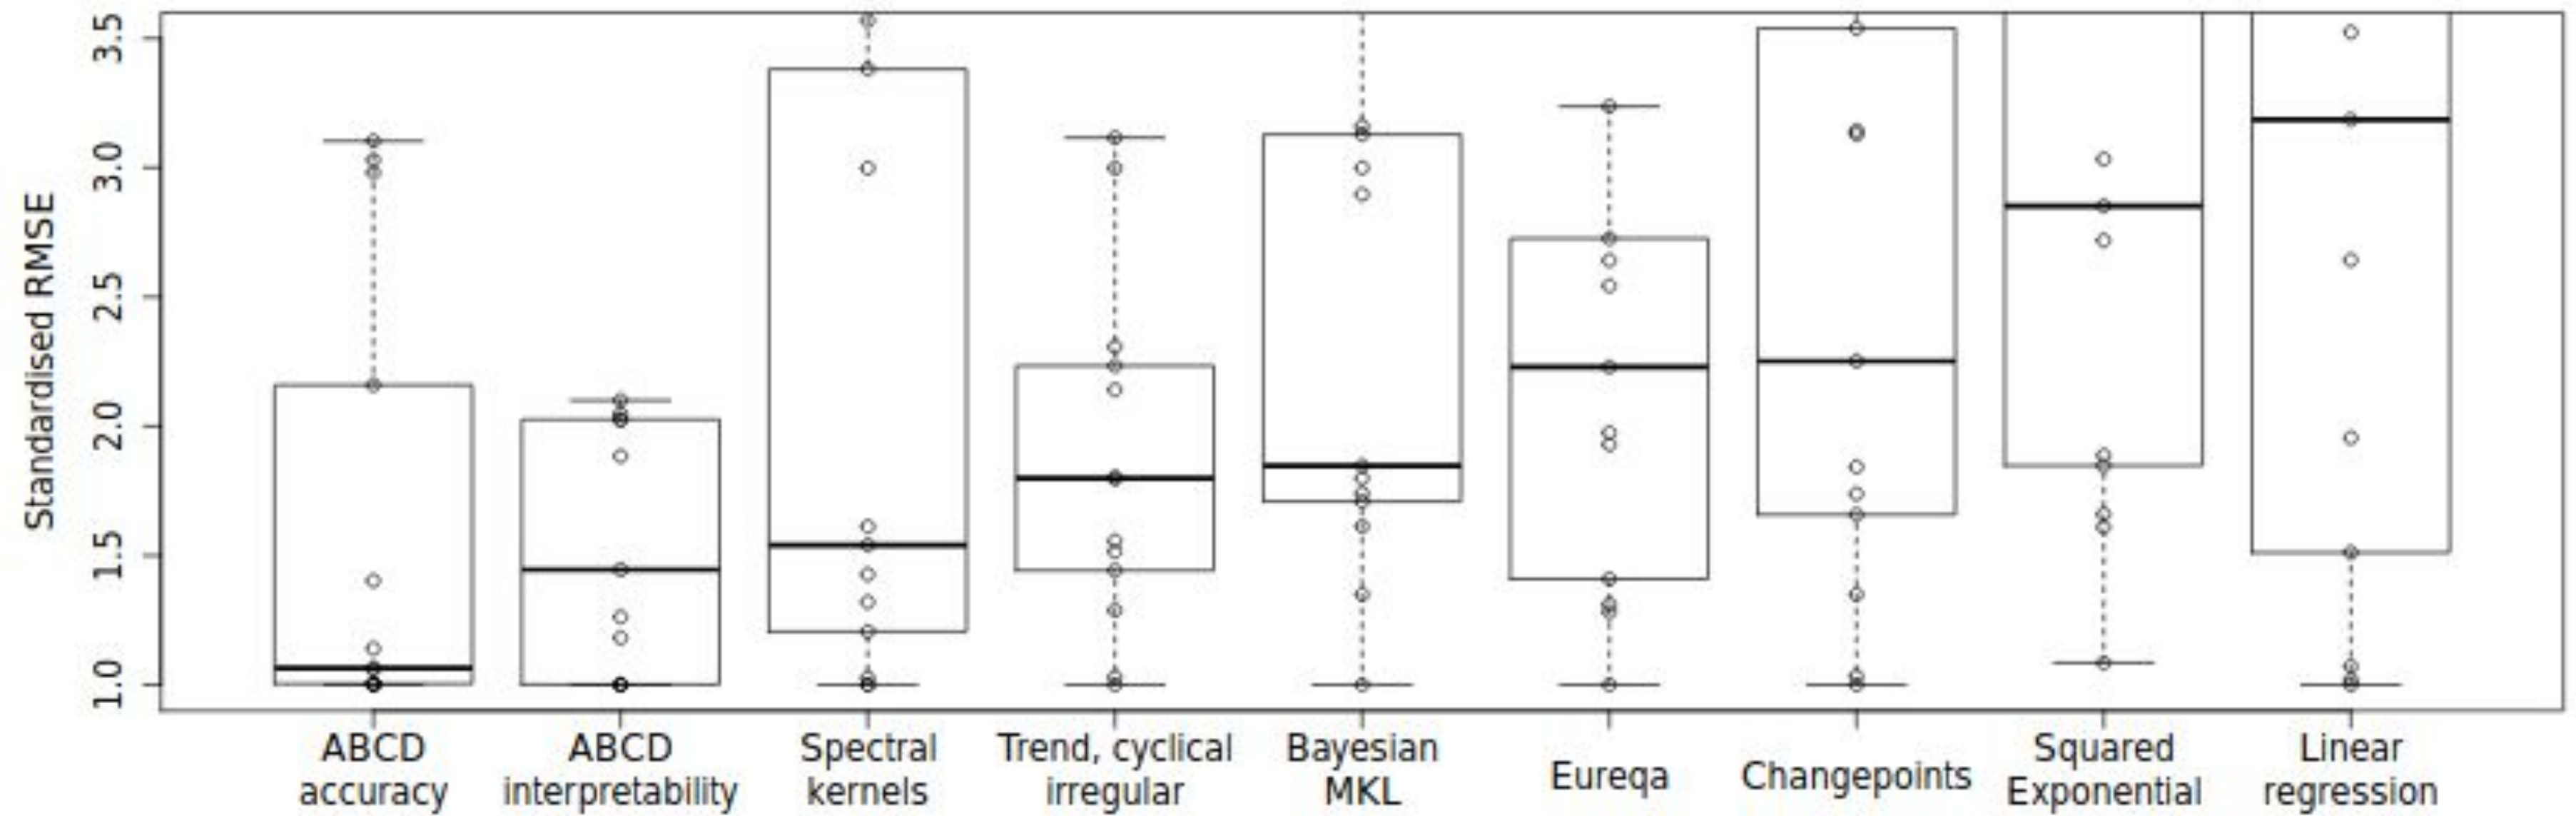 Standardised RMSE
3.5
3.0
2.5
2.0
1.5
1.0
ABCD
accuracy
ABCD
interpretability
Spectral
kernels
Trend, cyclical
irregular
Bayesian
MKL
Eureqa
Changepoints
Squared
Exponential
Linear
regression